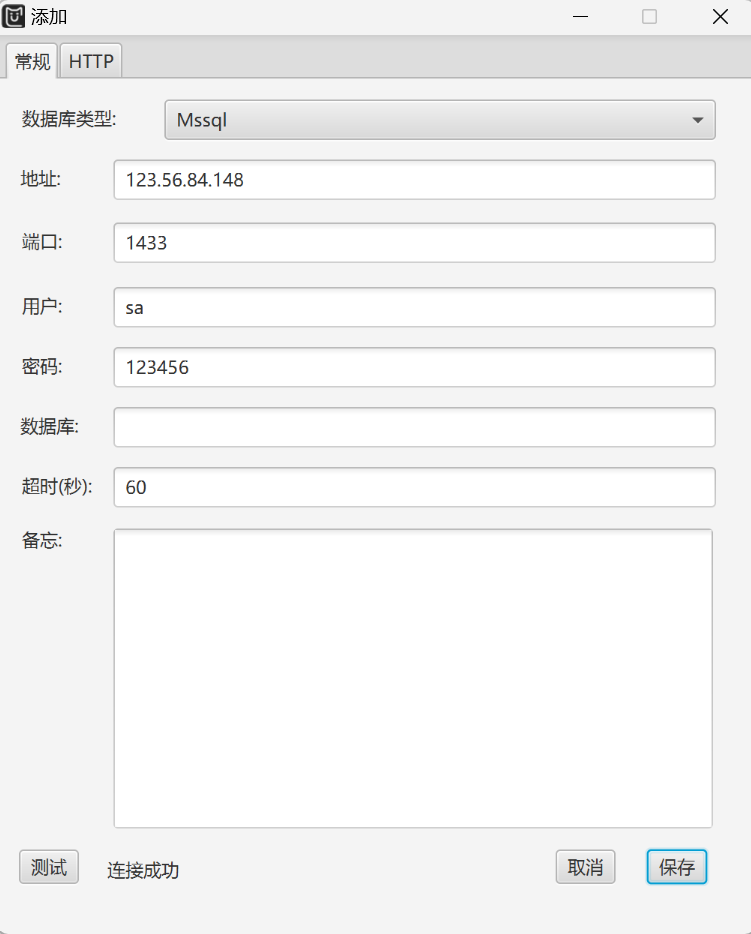 添加
常规 HTTP
数据库类型: Mssql
地址: 123.56.84.148
端口: 1433
用户: sa
密码: 123456
数据库:
超时(秒): 60
备忘:
测试 连接成功 取消 保存